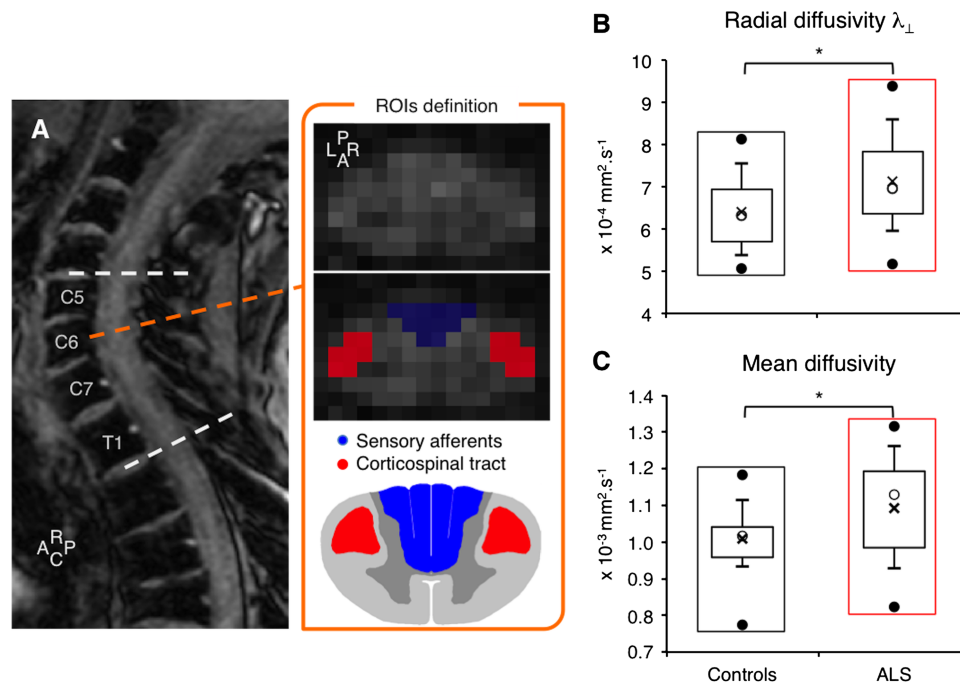 A
C5
C6
C7
T1
R
A P
C
ROIs definition
P
L R
A
Sensory afferents
Corticospinal tract
B
Radial diffusivity λ⊥
*
10
9
8
7
6
5
4
x 10⁻⁴ mm².s⁻¹
C
Mean diffusivity
*
1.4
1.3
1.2
1.1
1.0
0.9
0.8
0.7
x 10⁻³ mm².s⁻¹
Controls
ALS